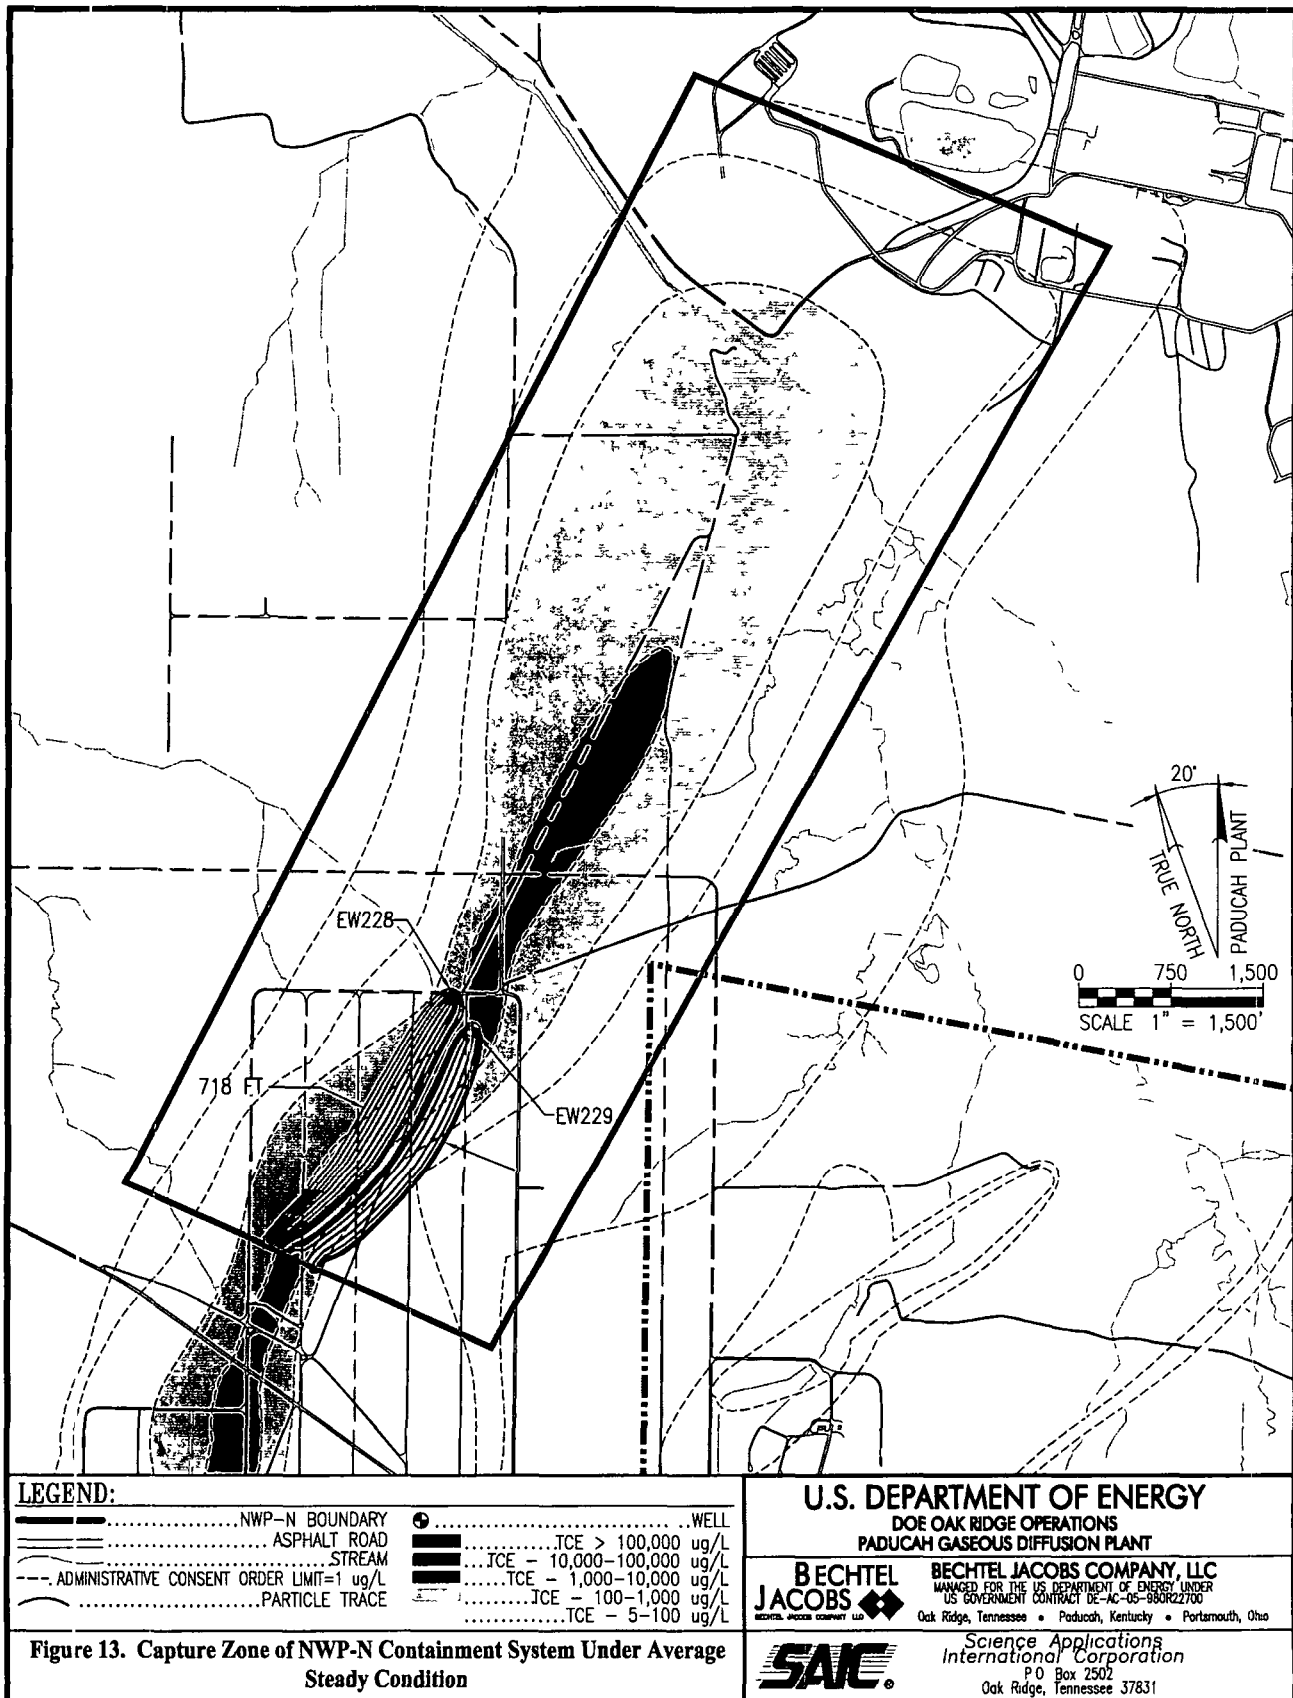 EW228
718 FT
EW229
20°
TRUE NORTH
PADUCAH PLANT
0 750 1,500
SCALE 1" = 1,500'
LEGEND:
NWP-N BOUNDARY
ASPHALT ROAD
STREAM
ADMINISTRATIVE CONSENT ORDER LIMIT=1 ug/L
PARTICLE TRACE
WELL
TCE > 100,000 ug/L
TCE - 10,000-100,000 ug/L
TCE - 1,000-10,000 ug/L
TCE - 100-1,000 ug/L
TCE - 5-100 ug/L
Figure 13. Capture Zone of NWP-N Containment System Under Average
Steady Condition
U.S. DEPARTMENT OF ENERGY
DOE OAK RIDGE OPERATIONS
PADUCAH GASEOUS DIFFUSION PLANT
BECHTEL
JACOBS
BECHTEL JACOBS COMPANY LLC
BECHTEL JACOBS COMPANY, LLC
MANAGED FOR THE US DEPARTMENT OF ENERGY UNDER
US GOVERNMENT CONTRACT DE-AC-05-98OR22700
Oak Ridge, Tennessee • Paducah, Kentucky • Portsmouth, Ohio
SAIC.
Science Applications
International Corporation
P O Box 2502
Oak Ridge, Tennessee 37831